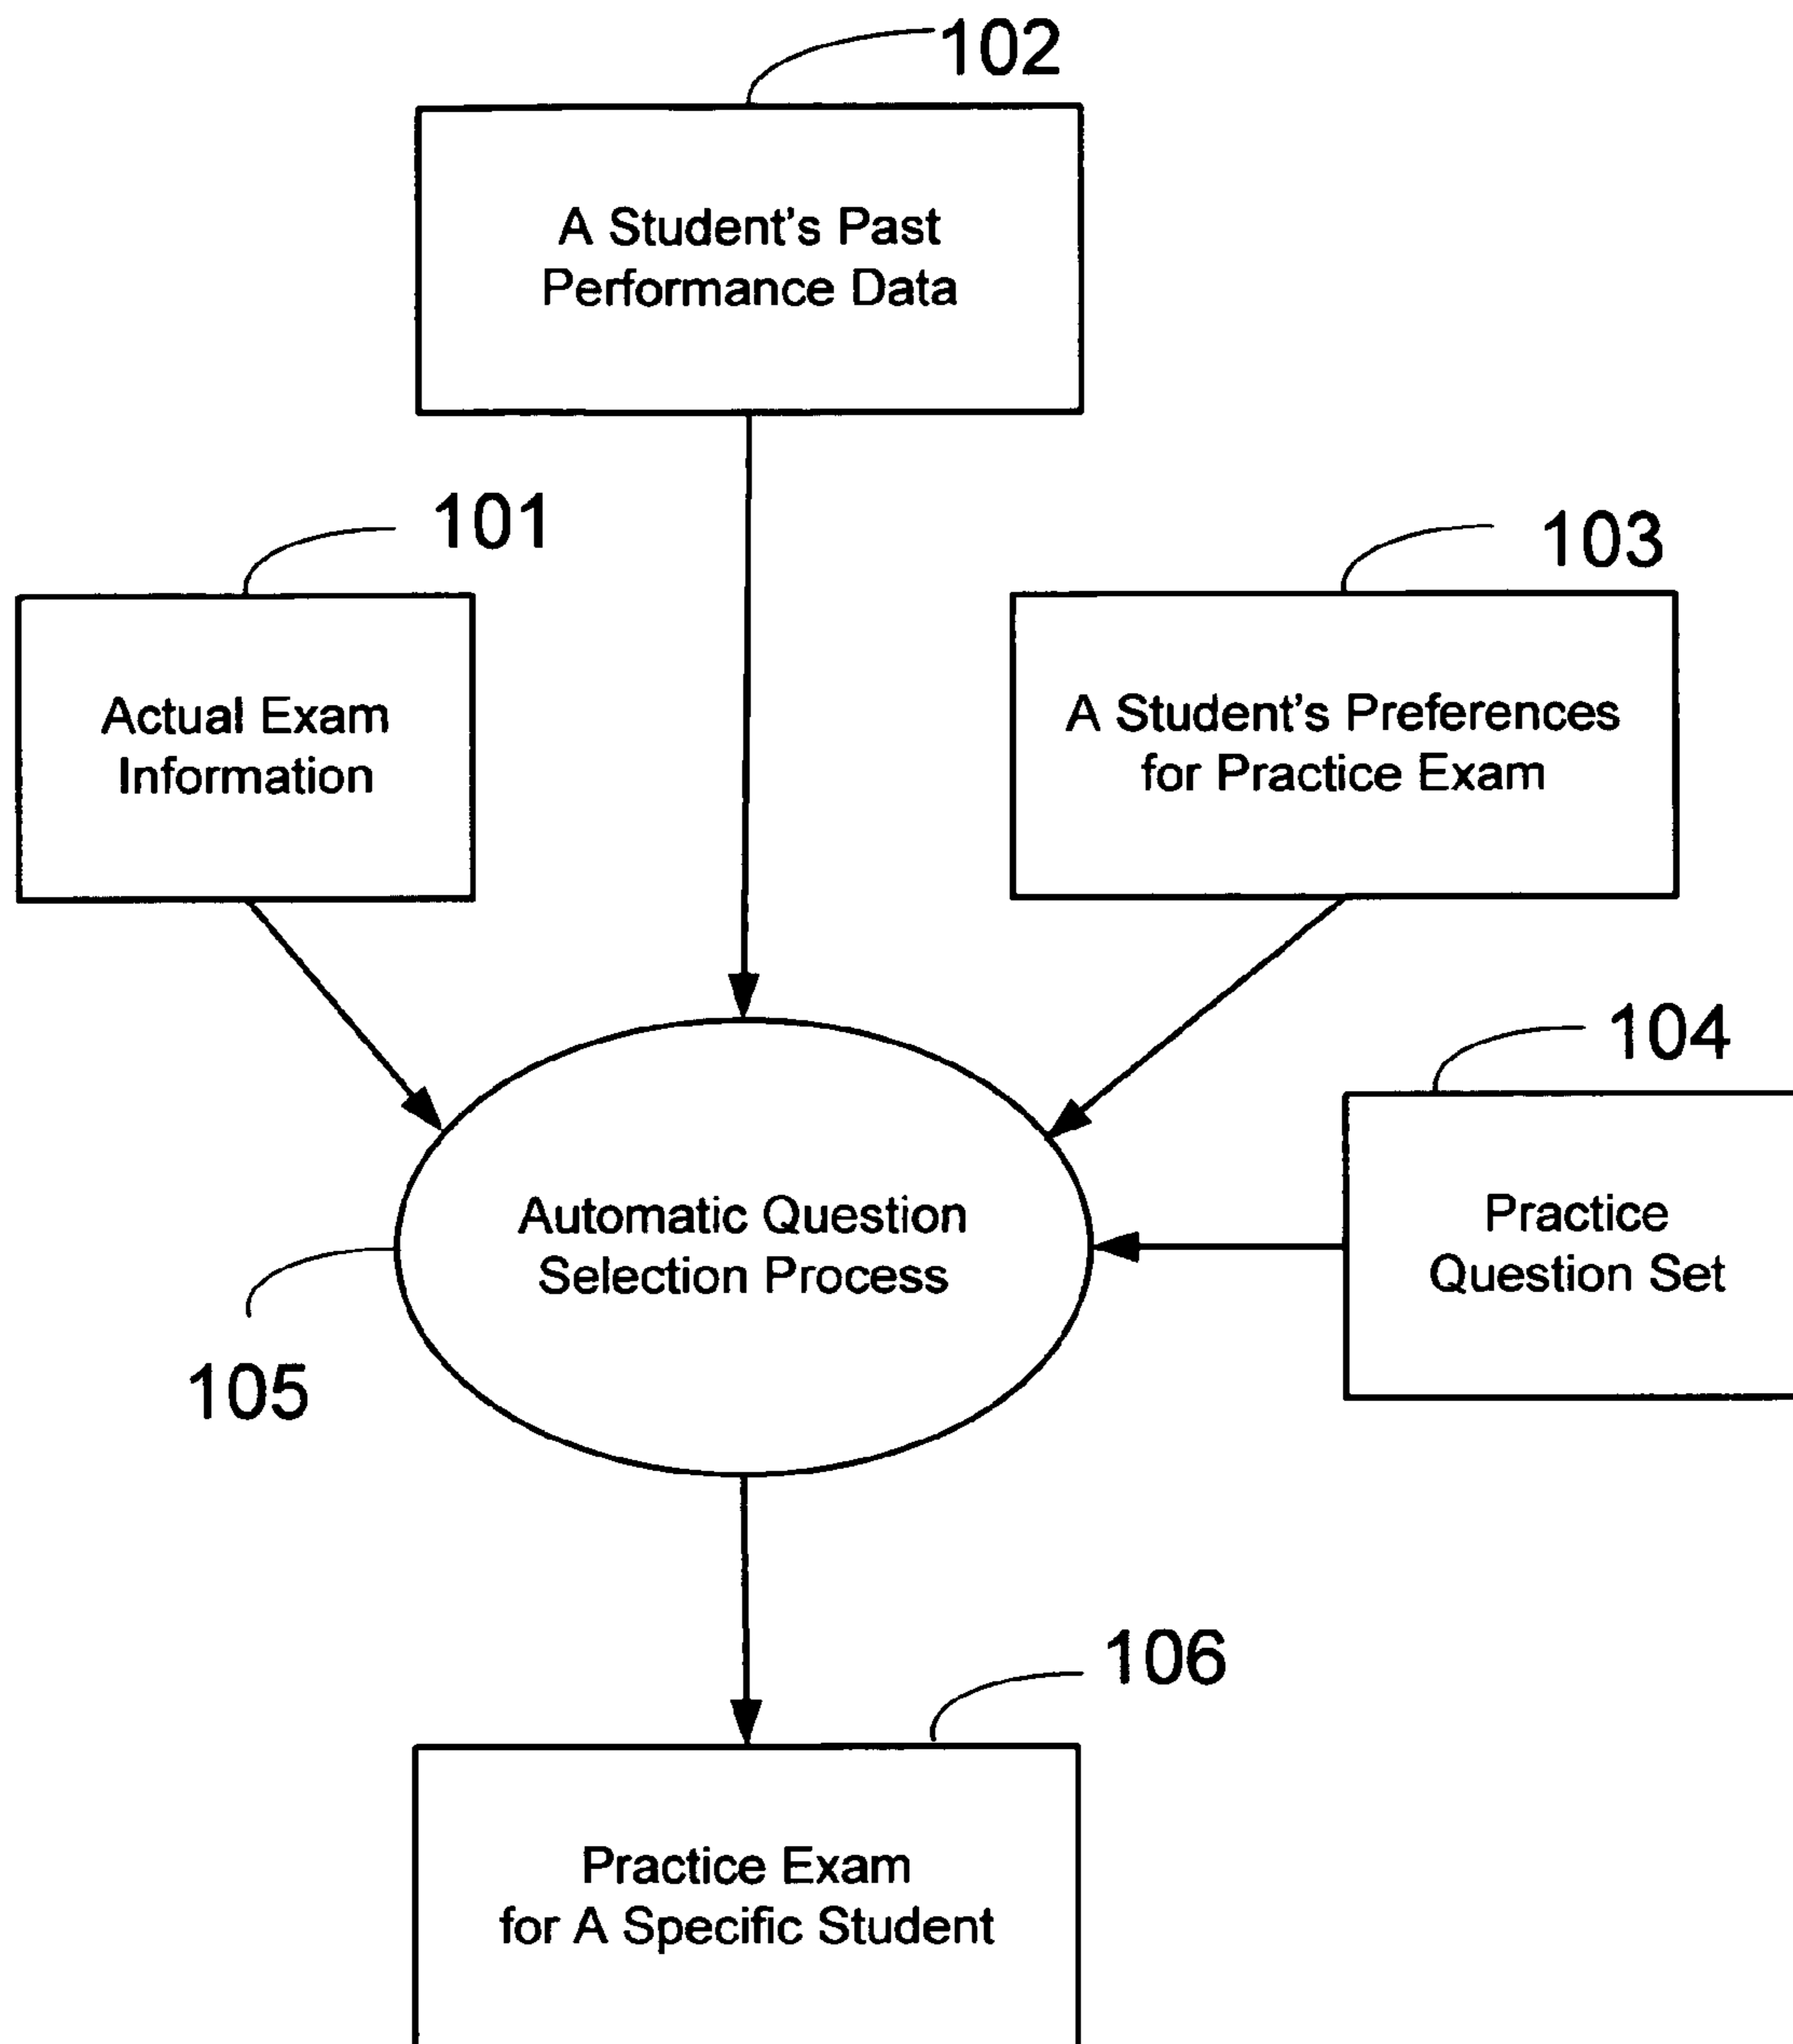 102
A Student's Past
Performance Data
101
Actual Exam
Information
103
A Student's Preferences
for Practice Exam
104
Practice
Question Set
Automatic Question
Selection Process
105
106
Practice Exam
for A Specific Student